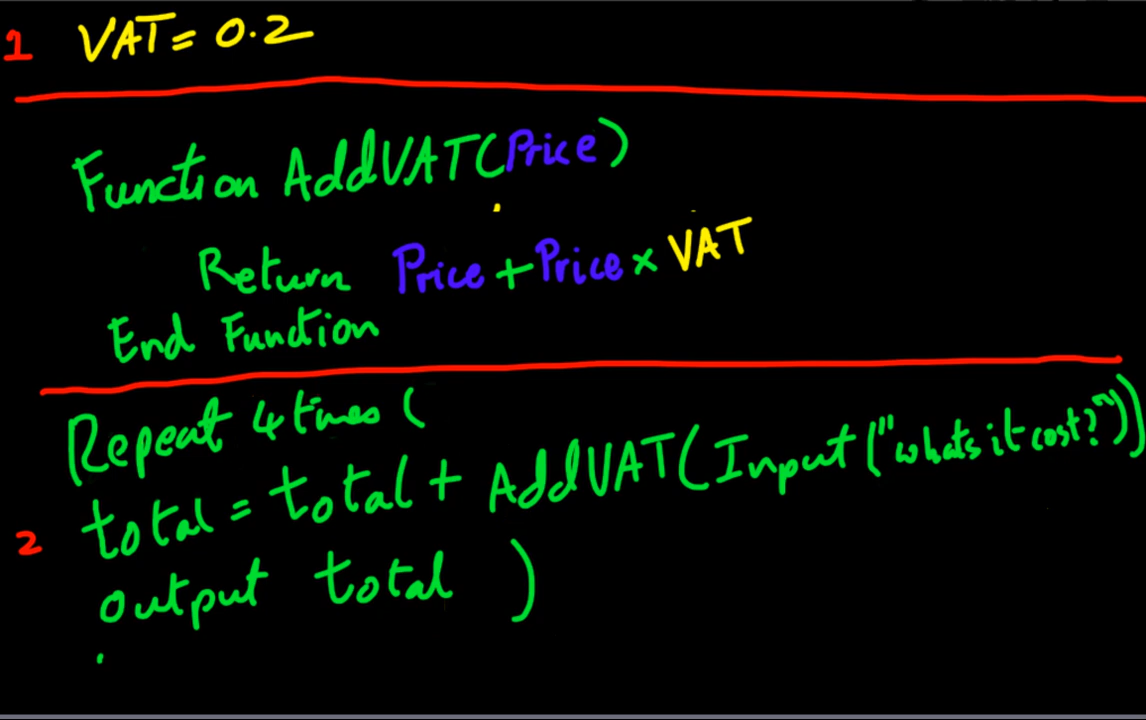 1 VAT = 0.2
Function AddVAT(Price)
Return Price + Price × VAT
End Function
Repeat 4 times (
total = total + AddVAT(Input("whats it cost?"))
2
output total )